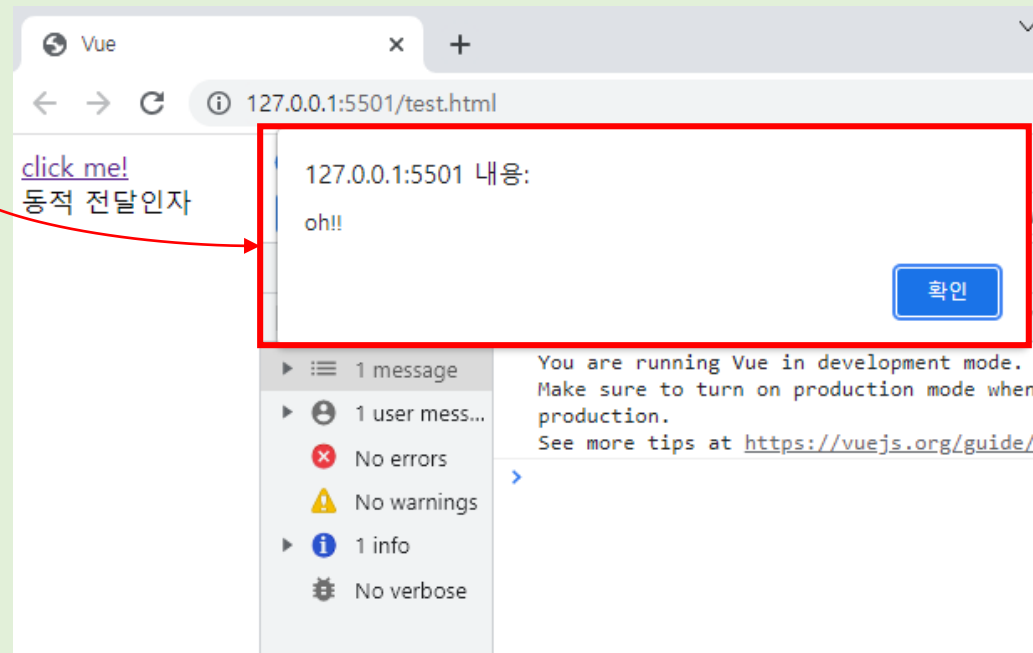 Vue
127.0.0.1:5501/test.html
click me!
동적 전달인자
127.0.0.1:5501 내용:
oh!!
확인
1 message
1 user mess...
No errors
No warnings
1 info
No verbose
You are running Vue in development mode.
Make sure to turn on production mode when
production.
See more tips at https://vuejs.org/guide/